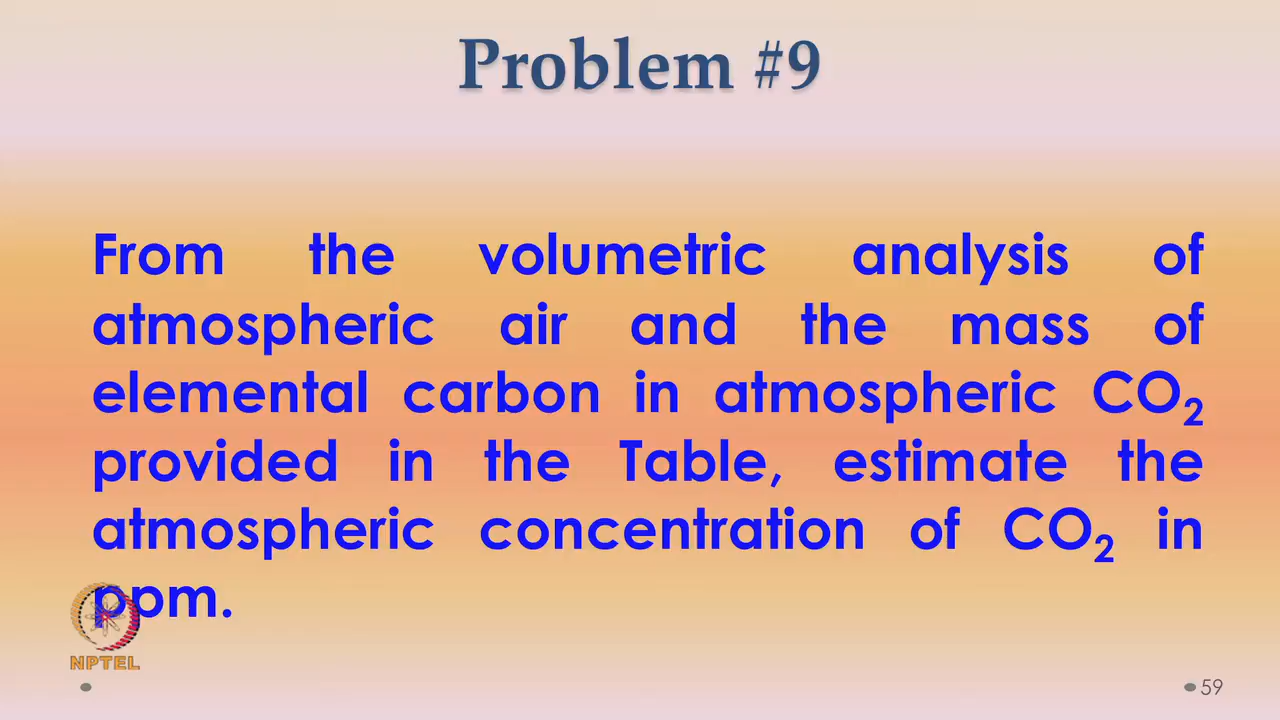 Problem #9
From the volumetric analysis of
atmospheric air and the mass of
elemental carbon in atmospheric CO₂
provided in the Table, estimate the
atmospheric concentration of CO₂ in
ppm.
NPTEL
59